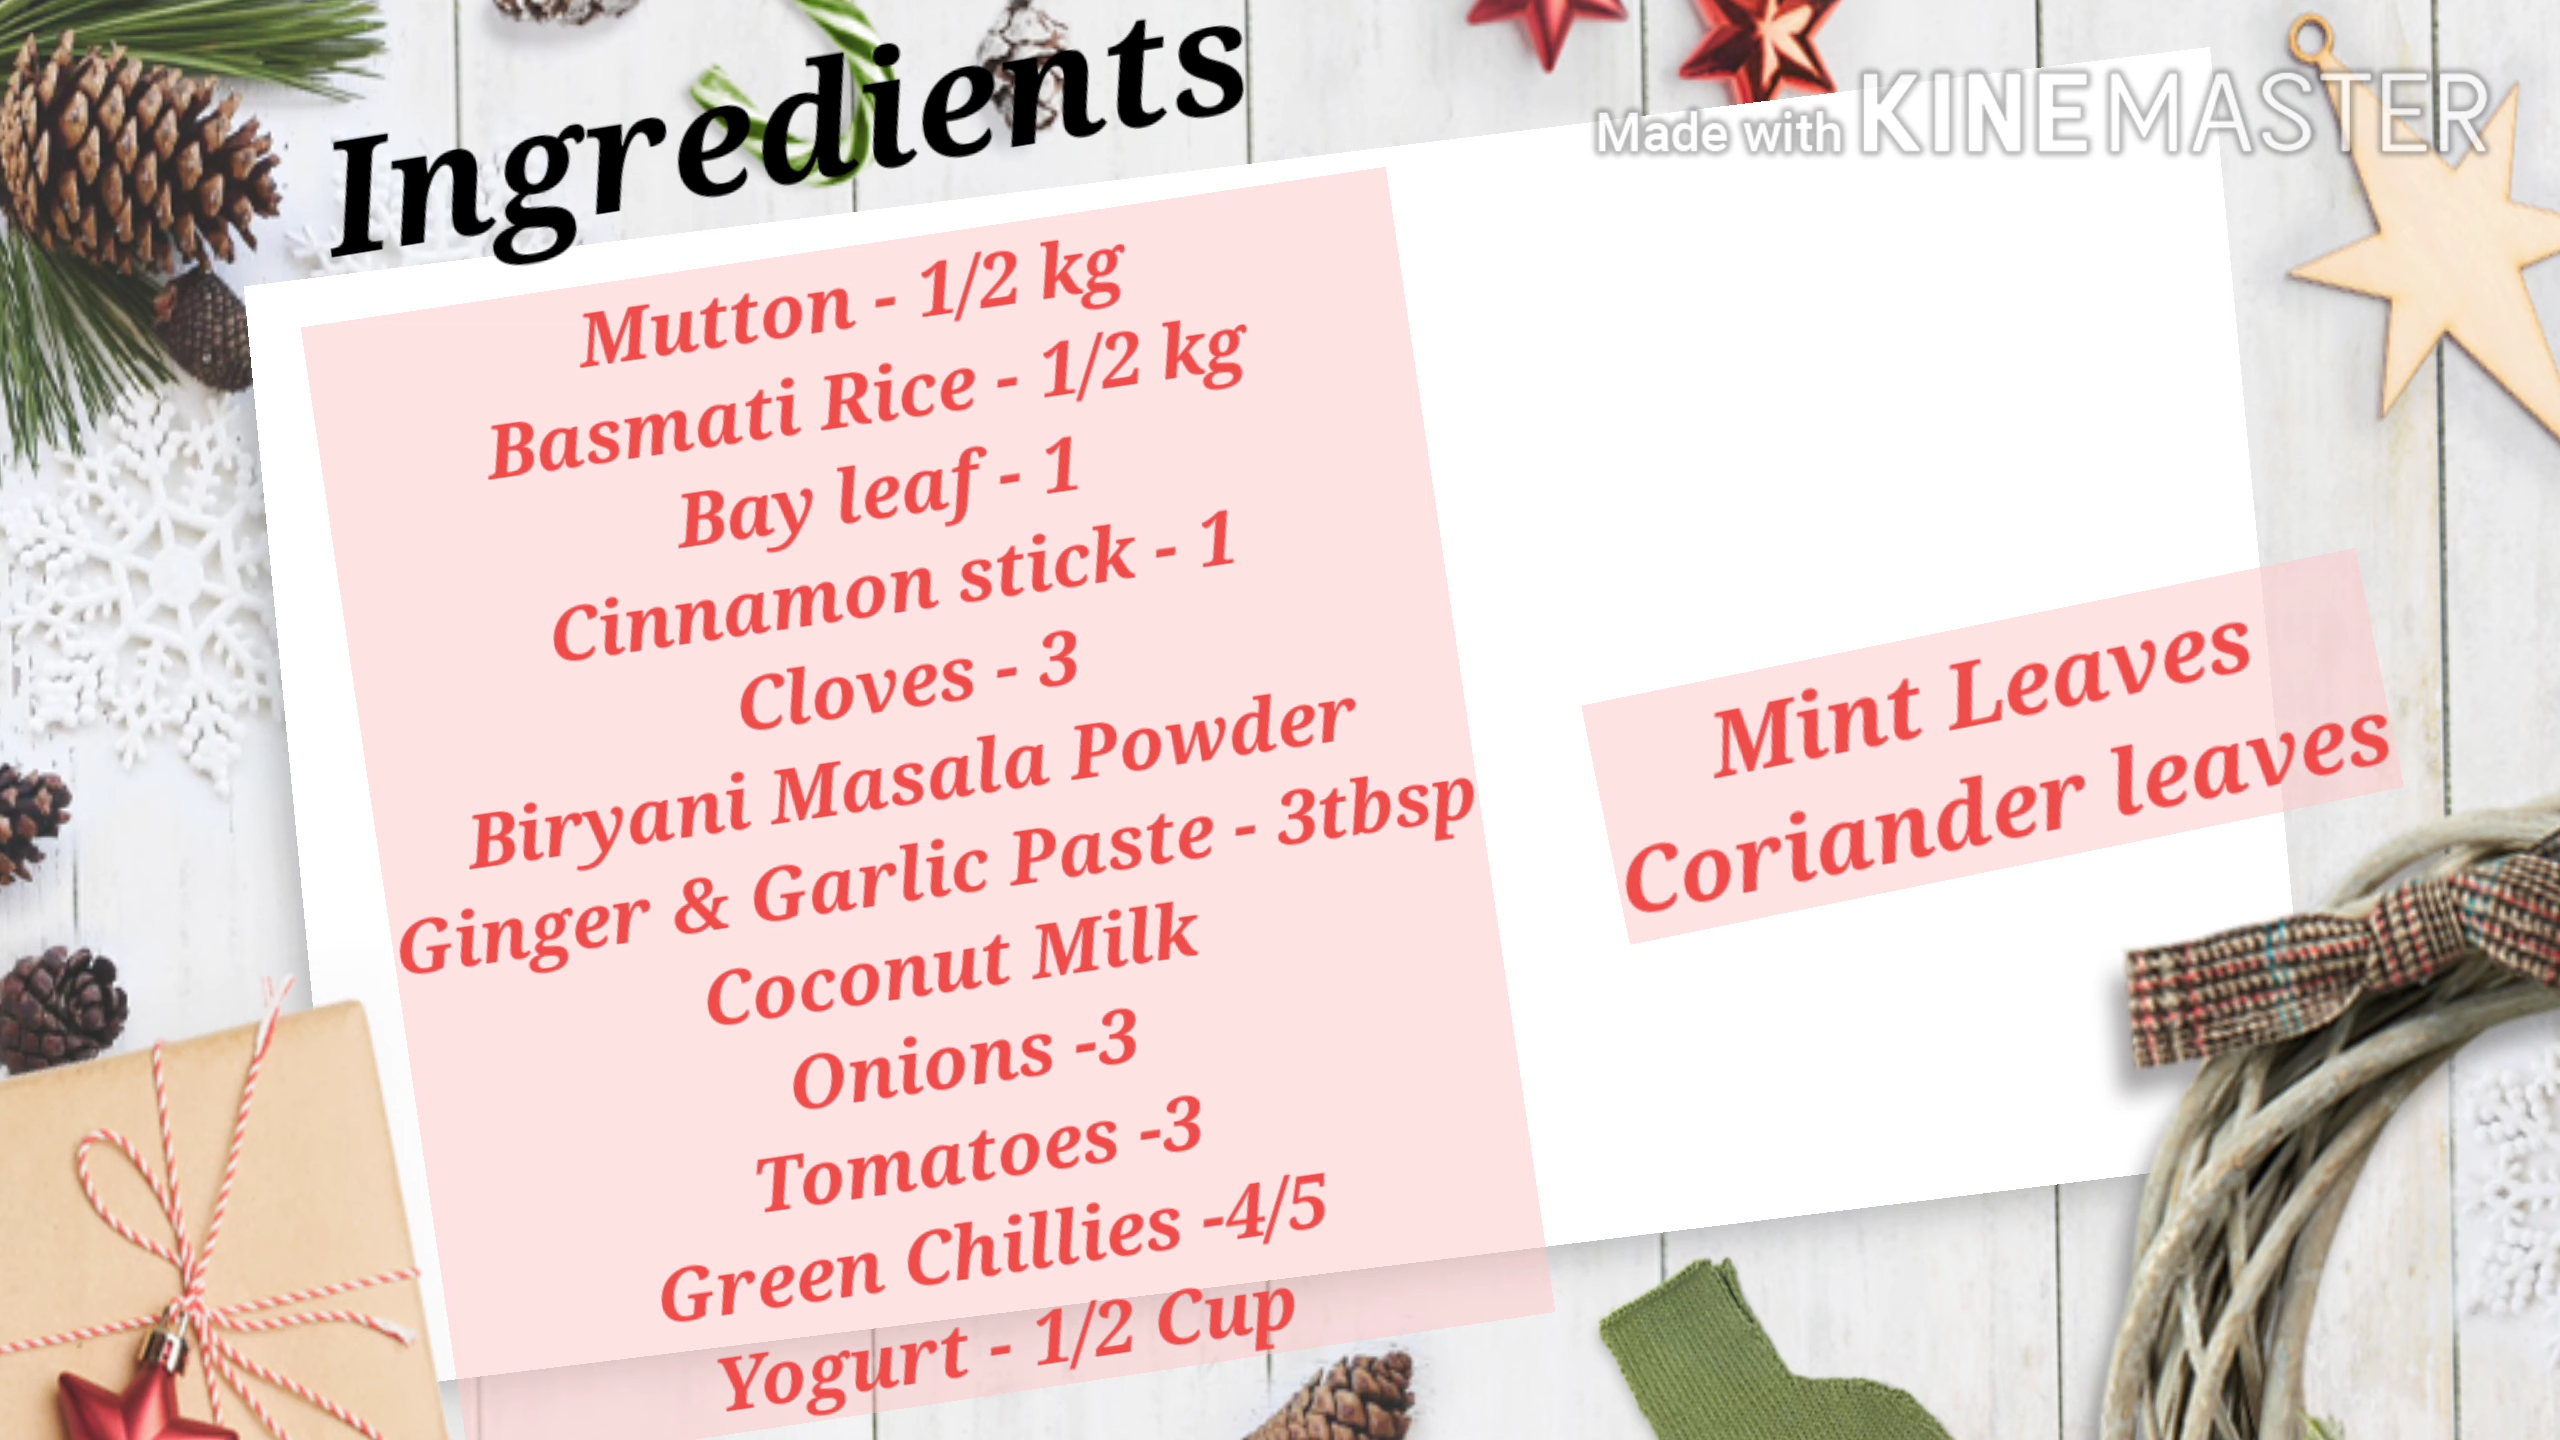 Ingredients
Made with KINEMASTER
Mutton - 1/2 kg
Basmati Rice - 1/2 kg
Bay leaf - 1
Cinnamon stick - 1
Cloves - 3
Biryani Masala Powder
Ginger & Garlic Paste - 3tbsp
Coconut Milk
Onions -3
Tomatoes -3
Green Chillies -4/5
Yogurt - 1/2 Cup
Mint Leaves
Coriander leaves